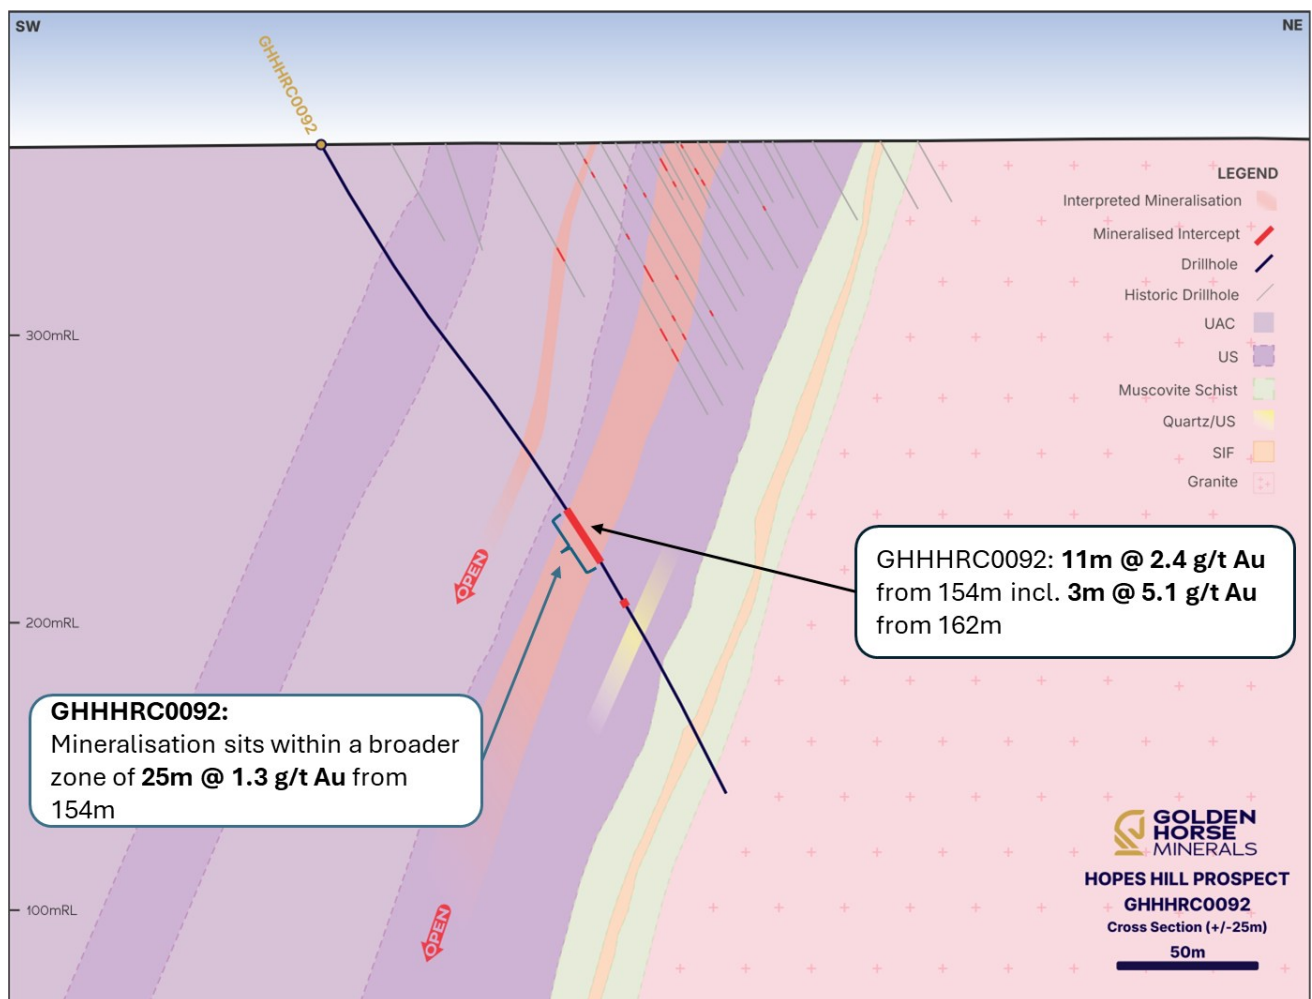 SW
NE
GHHHRC0092
LEGEND
Interpreted Mineralisation
Mineralised Intercept
Drillhole
Historic Drillhole
UAC
US
Muscovite Schist
Quartz/US
SIF
Granite
300mRL
200mRL
100mRL
OPEN
OPEN
GHHHRC0092: 11m @ 2.4 g/t Au
from 154m incl. 3m @ 5.1 g/t Au
from 162m
GHHHRC0092:
Mineralisation sits within a broader
zone of 25m @ 1.3 g/t Au from
154m
GOLDEN
HORSE
MINERALS
HOPES HILL PROSPECT
GHHHRC0092
Cross Section (+/-25m)
50m